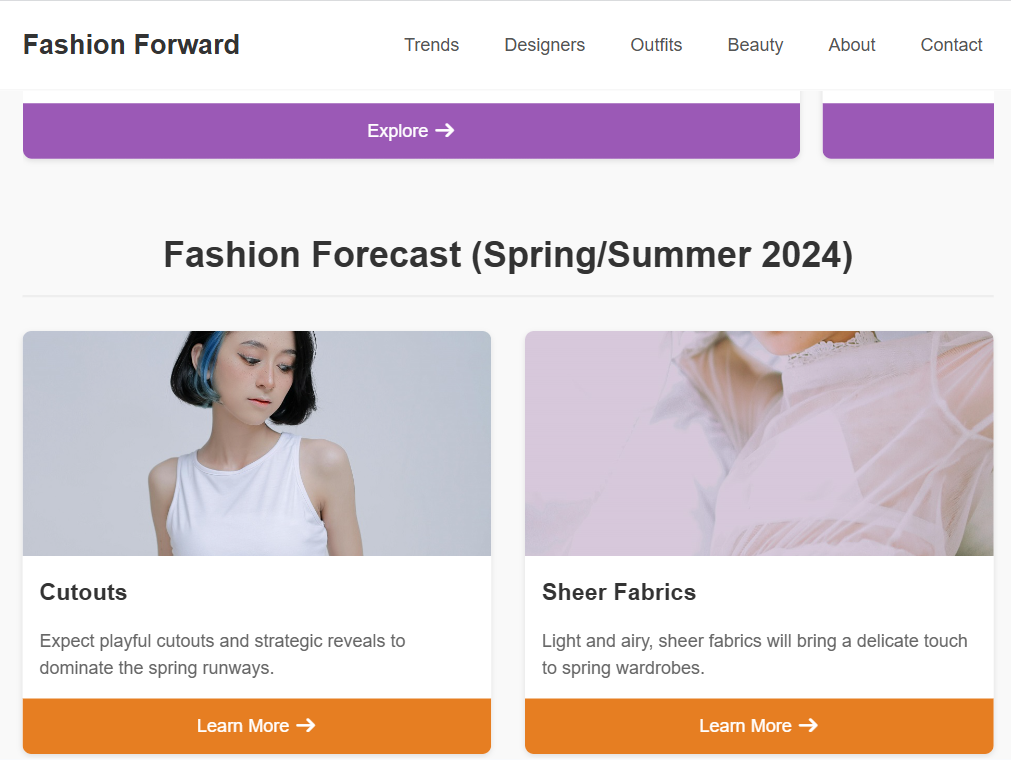 Fashion Forward
Trends Designers Outfits Beauty About Contact
Explore →
Fashion Forecast (Spring/Summer 2024)
Cutouts
Expect playful cutouts and strategic reveals to
dominate the spring runways.
Learn More →
Sheer Fabrics
Light and airy, sheer fabrics will bring a delicate touch
to spring wardrobes.
Learn More →